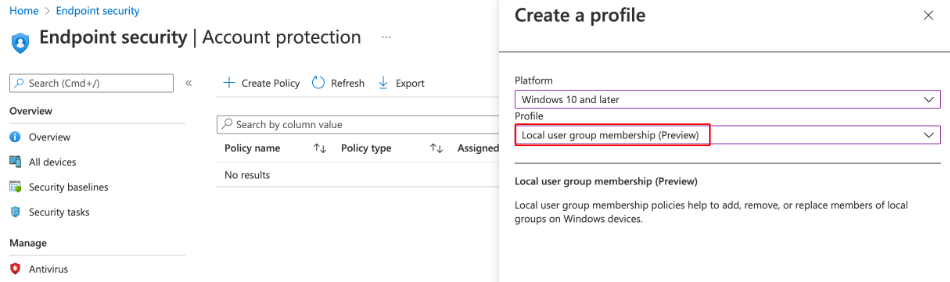 Home > Endpoint security
Endpoint security | Account protection ...
Search (Cmd+/)
«
Overview
Overview
All devices
Security baselines
Security tasks
Manage
Antivirus
Create Policy Refresh Export
Search by column value
Policy name Policy type Assigned
No results
Create a profile
Platform
Windows 10 and later
Profile
Local user group membership (Preview)
Local user group membership (Preview)
Local user group membership policies help to add, remove, or replace members of local
groups on Windows devices.